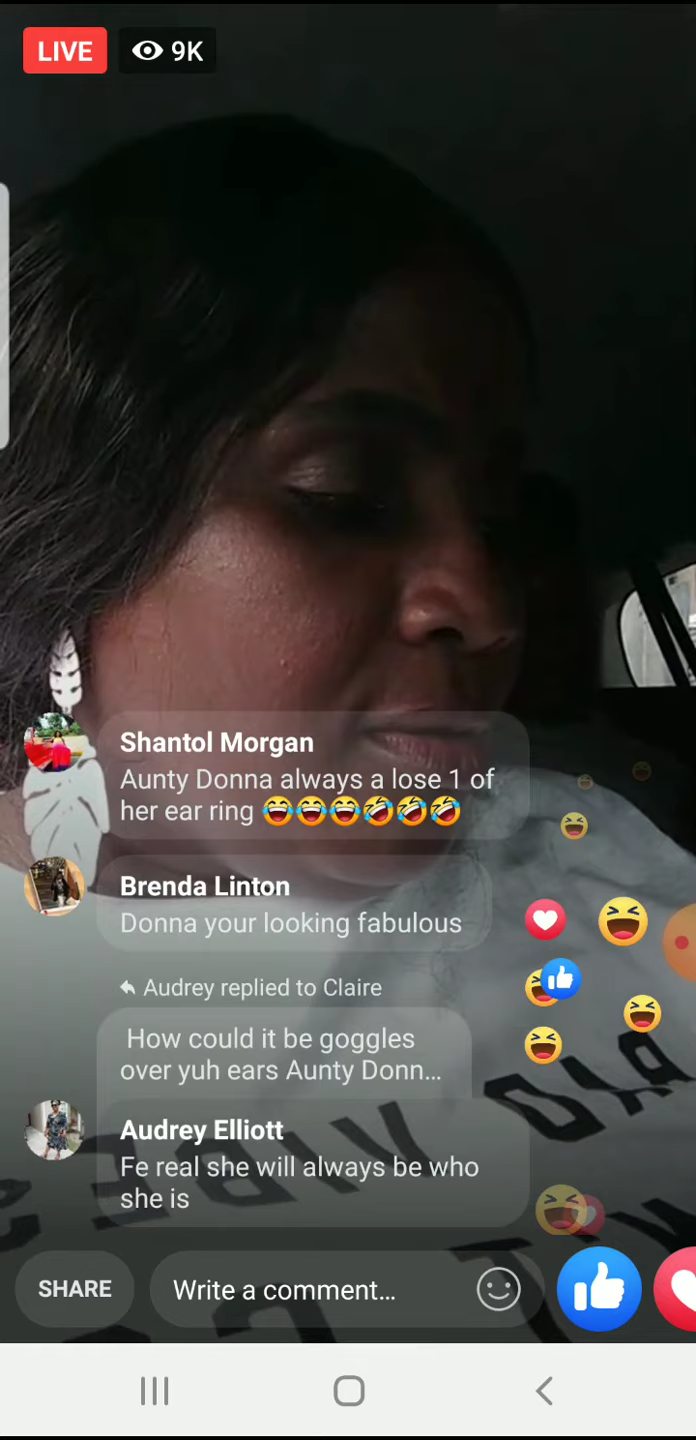 LIVE 9K
Shantol Morgan
Aunty Donna always a lose 1 of
her ear ring 😂😂😂🤣🤣🤣
Brenda Linton
Donna your looking fabulous
Audrey replied to Claire
How could it be goggles
over yuh ears Aunty Donn...
Audrey Elliott
Fe real she will always be who
she is
SHARE
Write a comment...